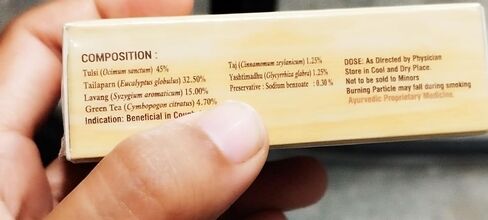 COMPOSITION :
Tulsi (Ocimum sanctum) 45%
Tailaparn (Eucalyptus globulus) 32.50%
Lavang (Syzygium aromaticum) 15.00%
Green Tea (Cymbopogon citratus) 4.70%
Indication: Beneficial in
Taj (Cinnamomum zeylanicum) 1.25%
Yashtimadhu (Glycyrrhiza glabra) 1.25%
Preservative : Sodium benzoate : 0.30%
DOSE: As Directed by Physician
Store in Cool and Dry Place.
Not to be sold to Minors
Burning Particle may fall during smoking
Ayurvedic Proprietary Medicine.